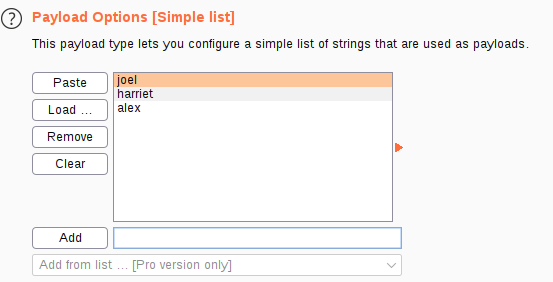 Payload Options [Simple list]
This payload type lets you configure a simple list of strings that are used as payloads.
Paste
Load ...
Remove
Clear
joel
harriet
alex
Add
Add from list ... [Pro version only]